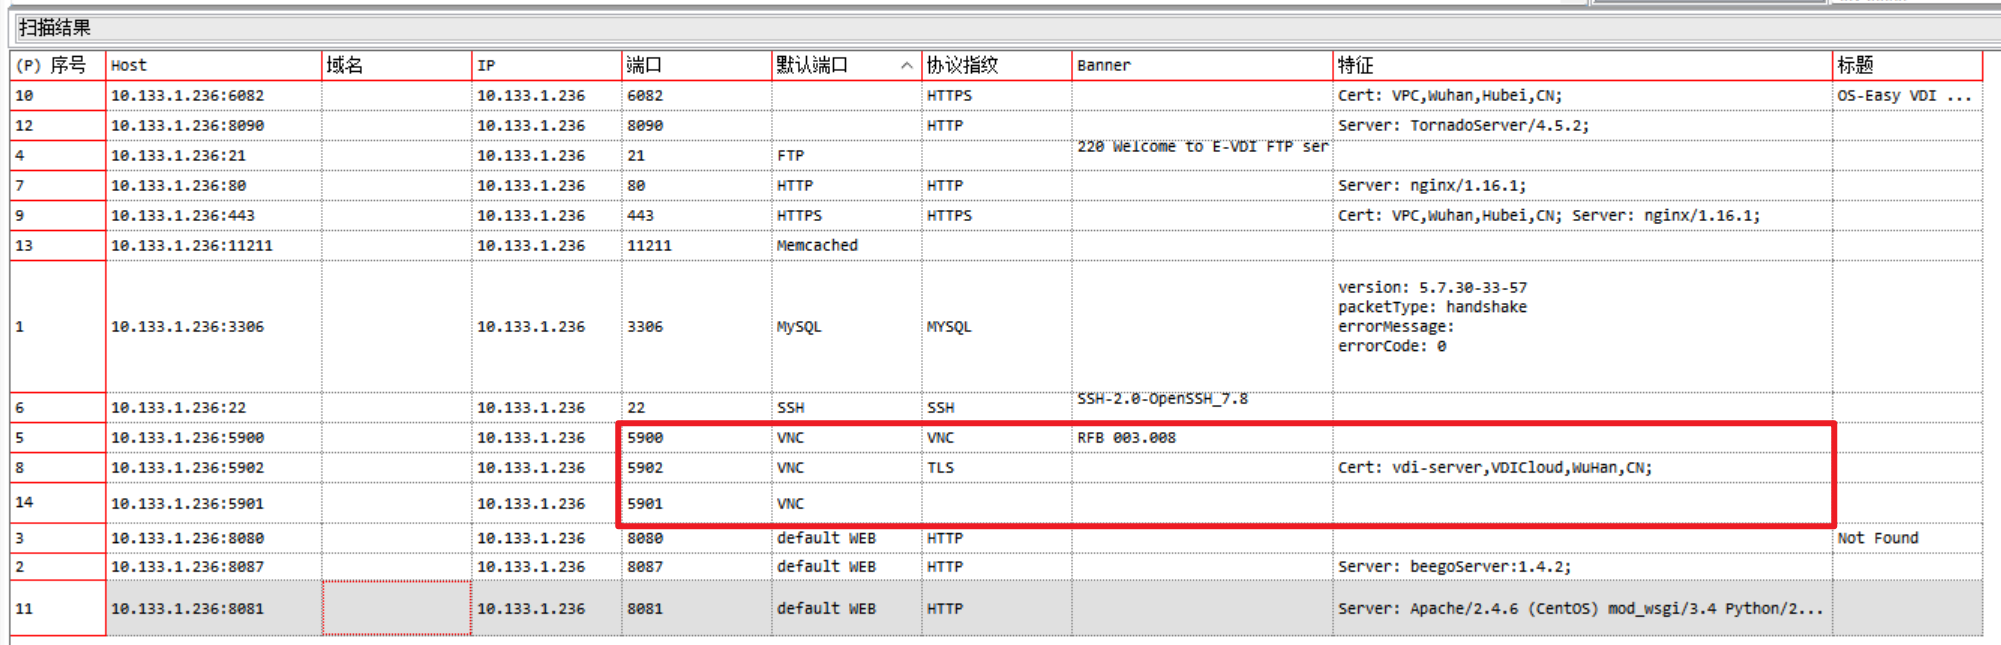 扫描结果
(P) 序号 Host 域名 IP 端口 默认端口 协议指纹 Banner 特征 标题
10 10.133.1.236:6082 10.133.1.236 6082 HTTPS Cert: VPC,Wuhan,Hubei,CN; OS-Easy VDI ...
12 10.133.1.236:8090 10.133.1.236 8090 HTTP Server: TornadoServer/4.5.2;
4 10.133.1.236:21 10.133.1.236 21 FTP 220 Welcome to E-VDI FTP ser
7 10.133.1.236:80 10.133.1.236 80 HTTP HTTP Server: nginx/1.16.1;
9 10.133.1.236:443 10.133.1.236 443 HTTPS HTTPS Cert: VPC,Wuhan,Hubei,CN; Server: nginx/1.16.1;
13 10.133.1.236:11211 10.133.1.236 11211 Memcached
1 10.133.1.236:3306 10.133.1.236 3306 MySQL MYSQL version: 5.7.30-33-57
packetType: handshake
errorMessage:
errorCode: 0
6 10.133.1.236:22 10.133.1.236 22 SSH SSH SSH-2.0-OpenSSH_7.8
5 10.133.1.236:5900 10.133.1.236 5900 VNC VNC RFB 003.008
8 10.133.1.236:5902 10.133.1.236 5902 VNC TLS Cert: vdi-server,VDICloud,WuHan,CN;
14 10.133.1.236:5901 10.133.1.236 5901 VNC
3 10.133.1.236:8080 10.133.1.236 8080 default WEB HTTP Not Found
2 10.133.1.236:8087 10.133.1.236 8087 default WEB HTTP Server: beegoServer:1.4.2;
11 10.133.1.236:8081 10.133.1.236 8081 default WEB HTTP Server: Apache/2.4.6 (CentOS) mod_wsgi/3.4 Python/2...